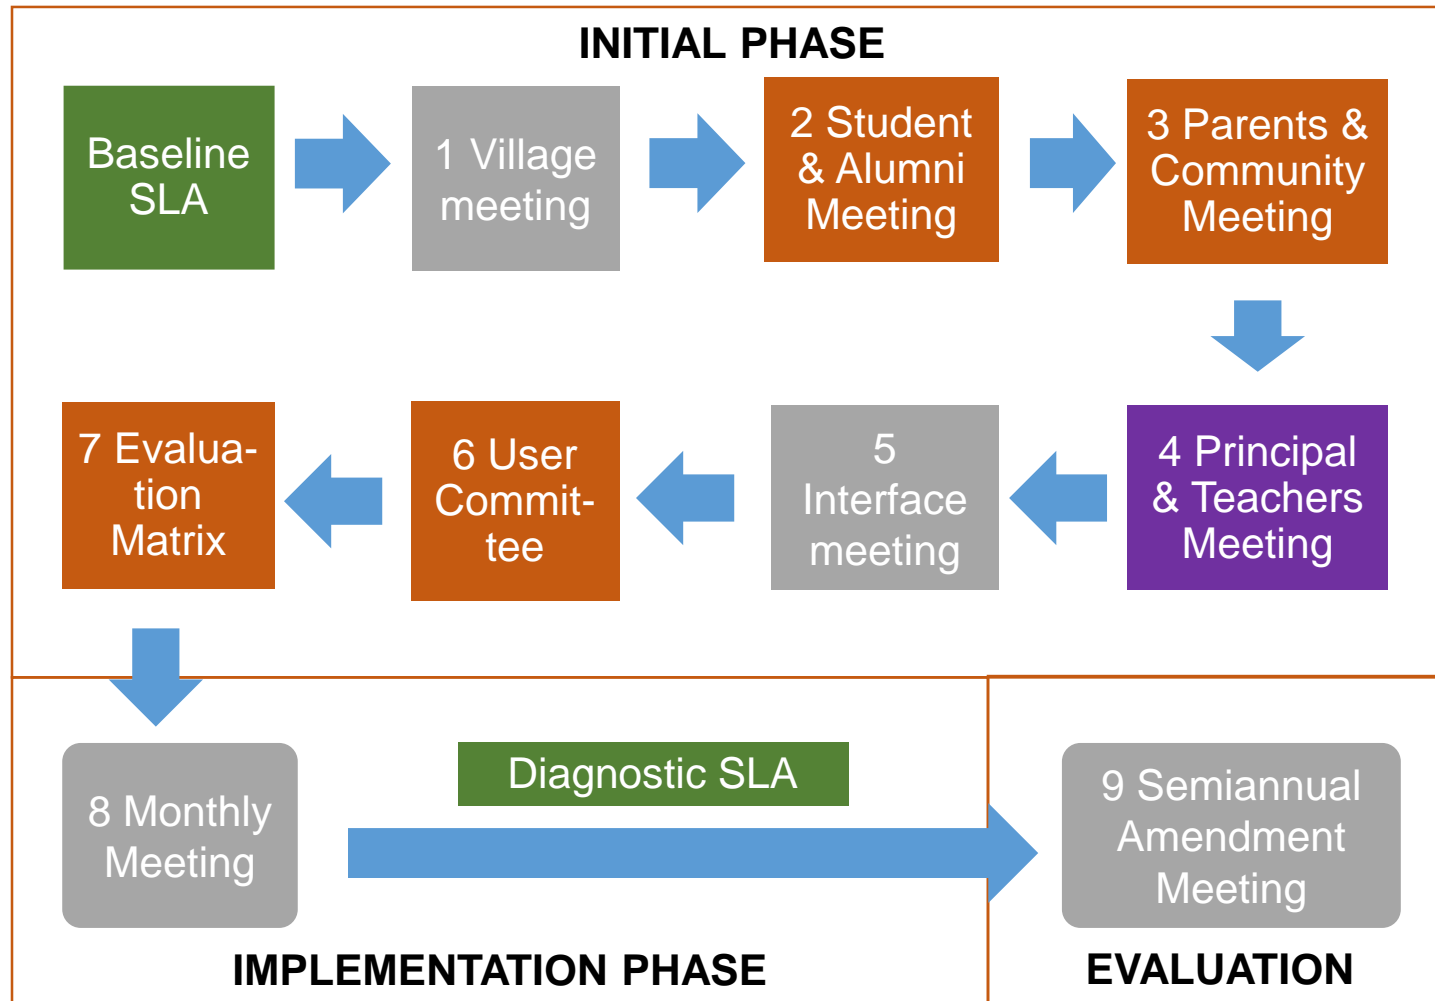 INITIAL PHASE
Baseline
SLA
1 Village
meeting
2 Student
& Alumni
Meeting
3 Parents &
Community
Meeting
4 Principal
& Teachers
Meeting
5
Interface
meeting
6 User
Commit-
tee
7 Evalua-
tion
Matrix
8 Monthly
Meeting
Diagnostic SLA
9 Semiannual
Amendment
Meeting
IMPLEMENTATION PHASE
EVALUATION